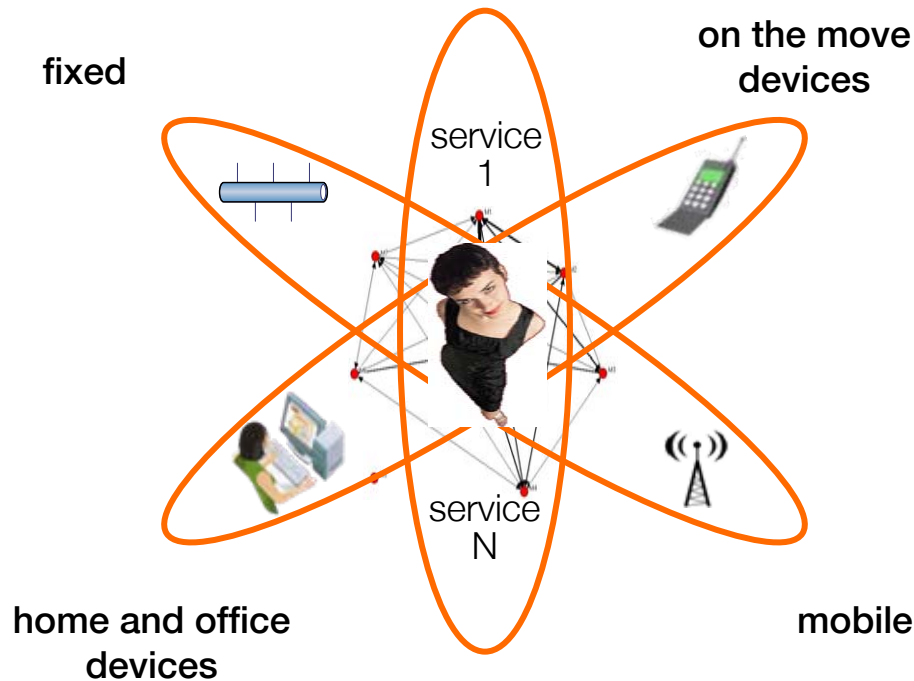 fixed
on the move
devices
service
1
service
N
home and office
devices
mobile